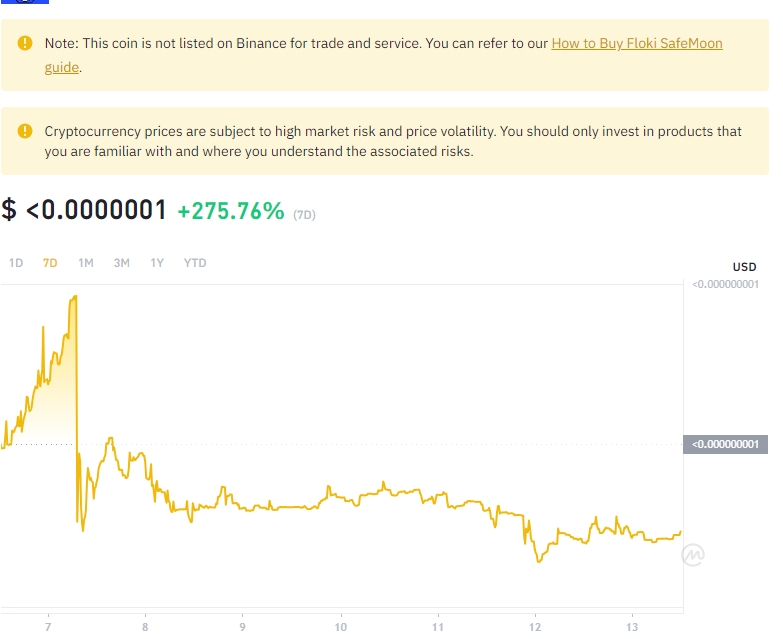 Note: This coin is not listed on Binance for trade and service. You can refer to our How to Buy Floki SafeMoon
guide.
Cryptocurrency prices are subject to high market risk and price volatility. You should only invest in products that
you are familiar with and where you understand the associated risks.
$ <0.0000001 +275.76% (7D)
1D 7D 1M 3M 1Y YTD
USD
<0.000000001
<0.000000001
7 8 9 10 11 12 13